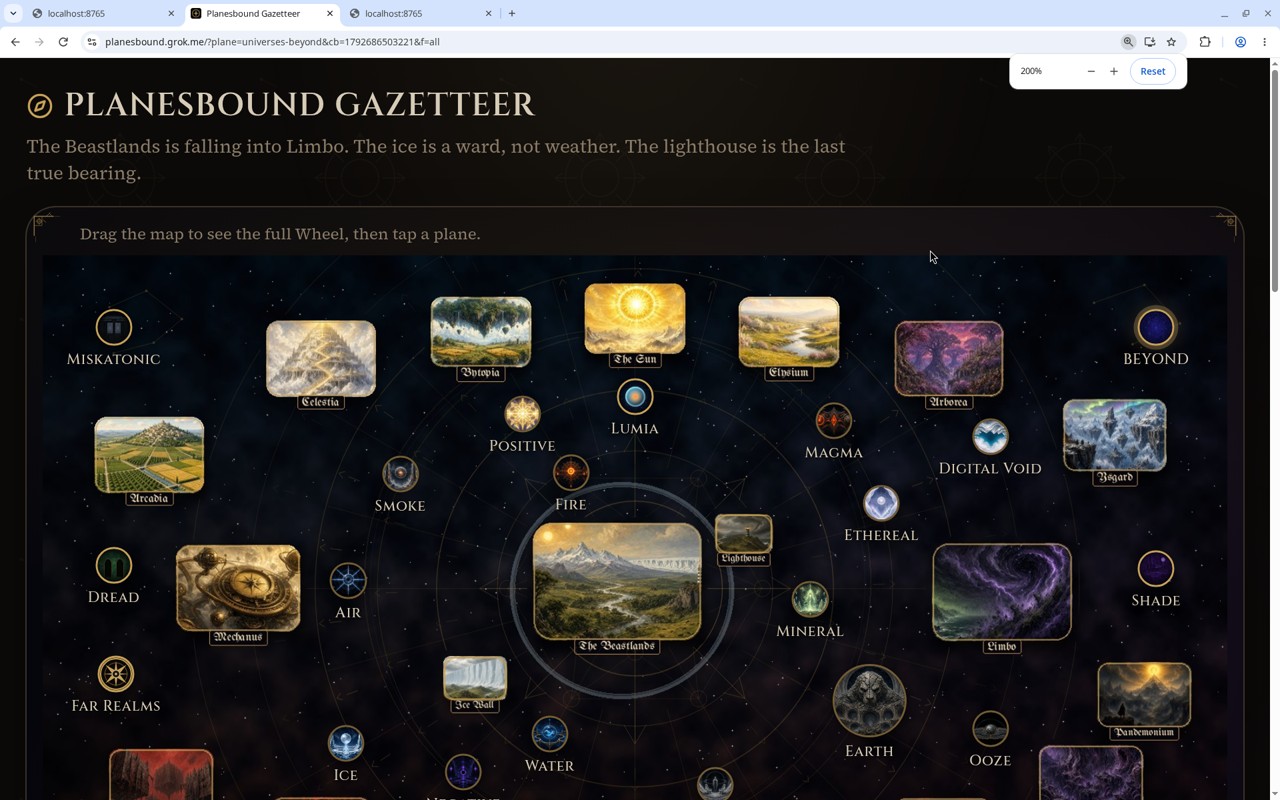 localhost:8765
Planesbound Gazetteer
localhost:8765
planesbound.grok.me/?plane=universes-beyond&cb=1792686503221&f=all
200%
Reset
PLANESBOUND GAZETTEER
The Beastlands is falling into Limbo. The ice is a ward, not weather. The lighthouse is the last
true bearing.
Drag the map to see the full Wheel, then tap a plane.
MISKATONIC
Celestia
Bytopia
The Sun
Elysium
Arborea
BEYOND
Arcadia
POSITIVE
LUMIA
MAGMA
DIGITAL VOID
Ysgard
SMOKE
FIRE
ETHEREAL
Lighthouse
DREAD
Mechanus
AIR
The Beastlands
MINERAL
Limbo
SHADE
FAR REALMS
Ice Wall
EARTH
Pandemonium
ICE
WATER
OOZE